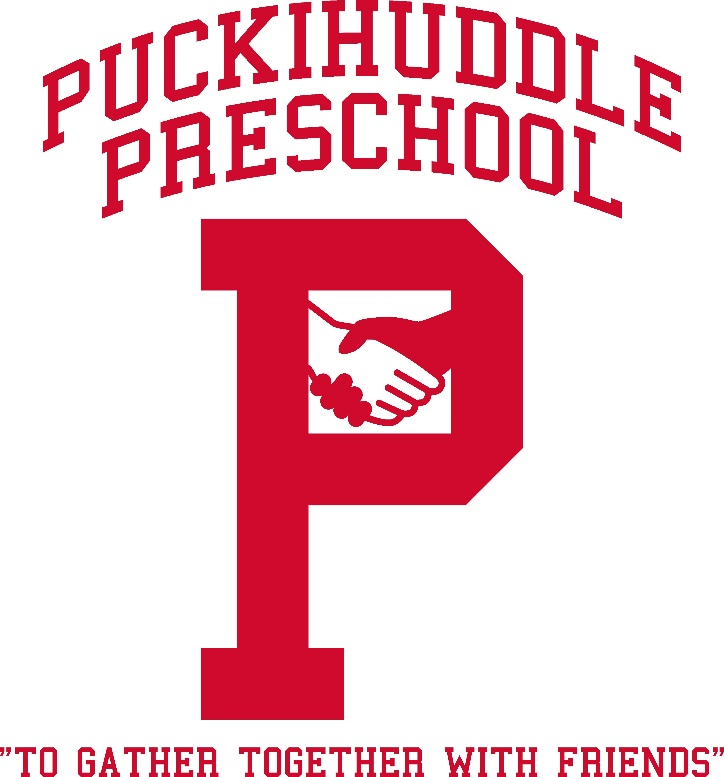 PUCKIHUDDLE
PRESCHOOL
P
”TO GATHER TOGETHER WITH FRIENDS”